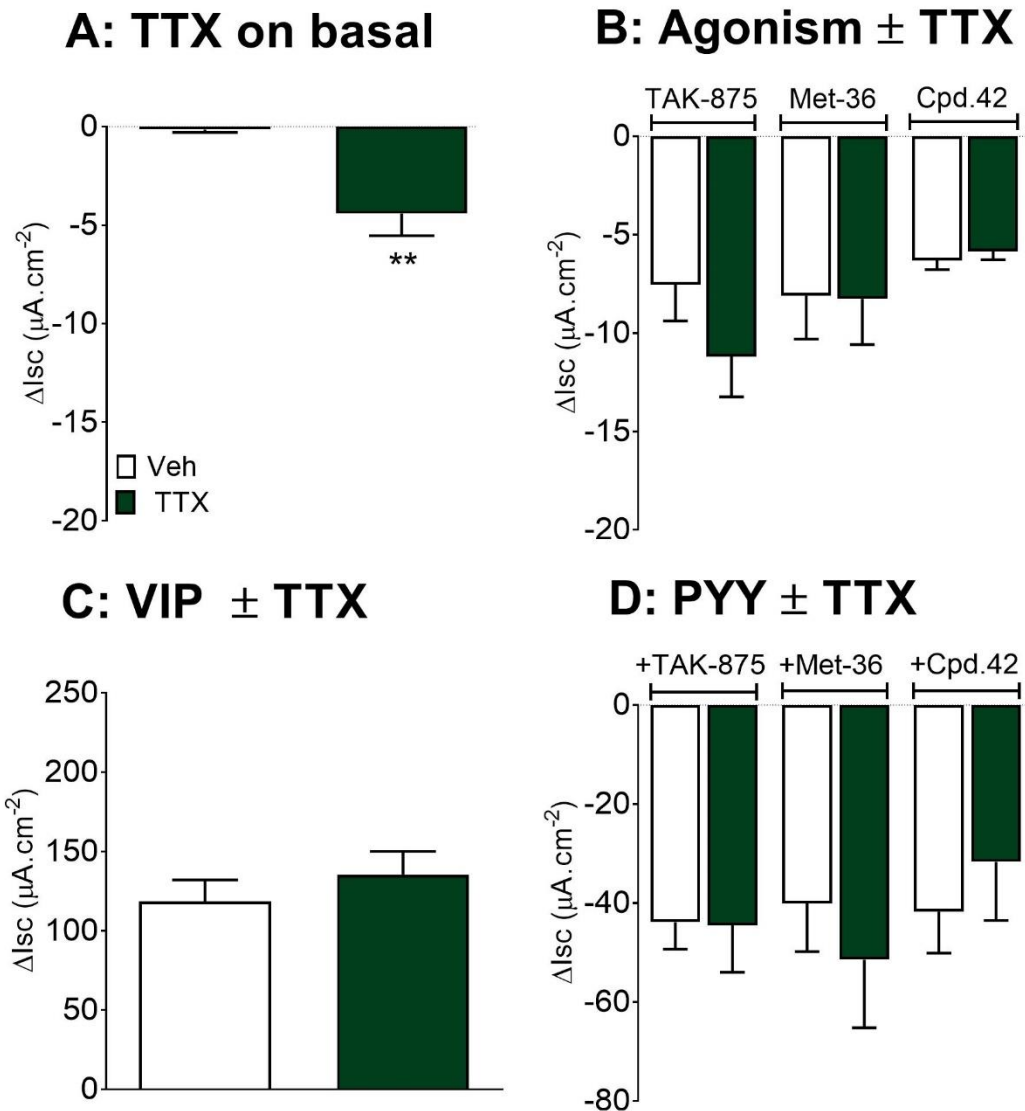 A: TTX on basal
ΔIsc (µA.cm-2)
0
-5
-10
-15
-20
**
Veh
TTX
B: Agonism ± TTX
TAK-875 Met-36 Cpd.42
ΔIsc (µA.cm-2)
0
-5
-10
-15
-20
C: VIP ± TTX
ΔIsc (µA.cm-2)
250
200
150
100
50
0
D: PYY ± TTX
+TAK-875 +Met-36 +Cpd.42
ΔIsc (µA.cm-2)
0
-20
-40
-60
-80